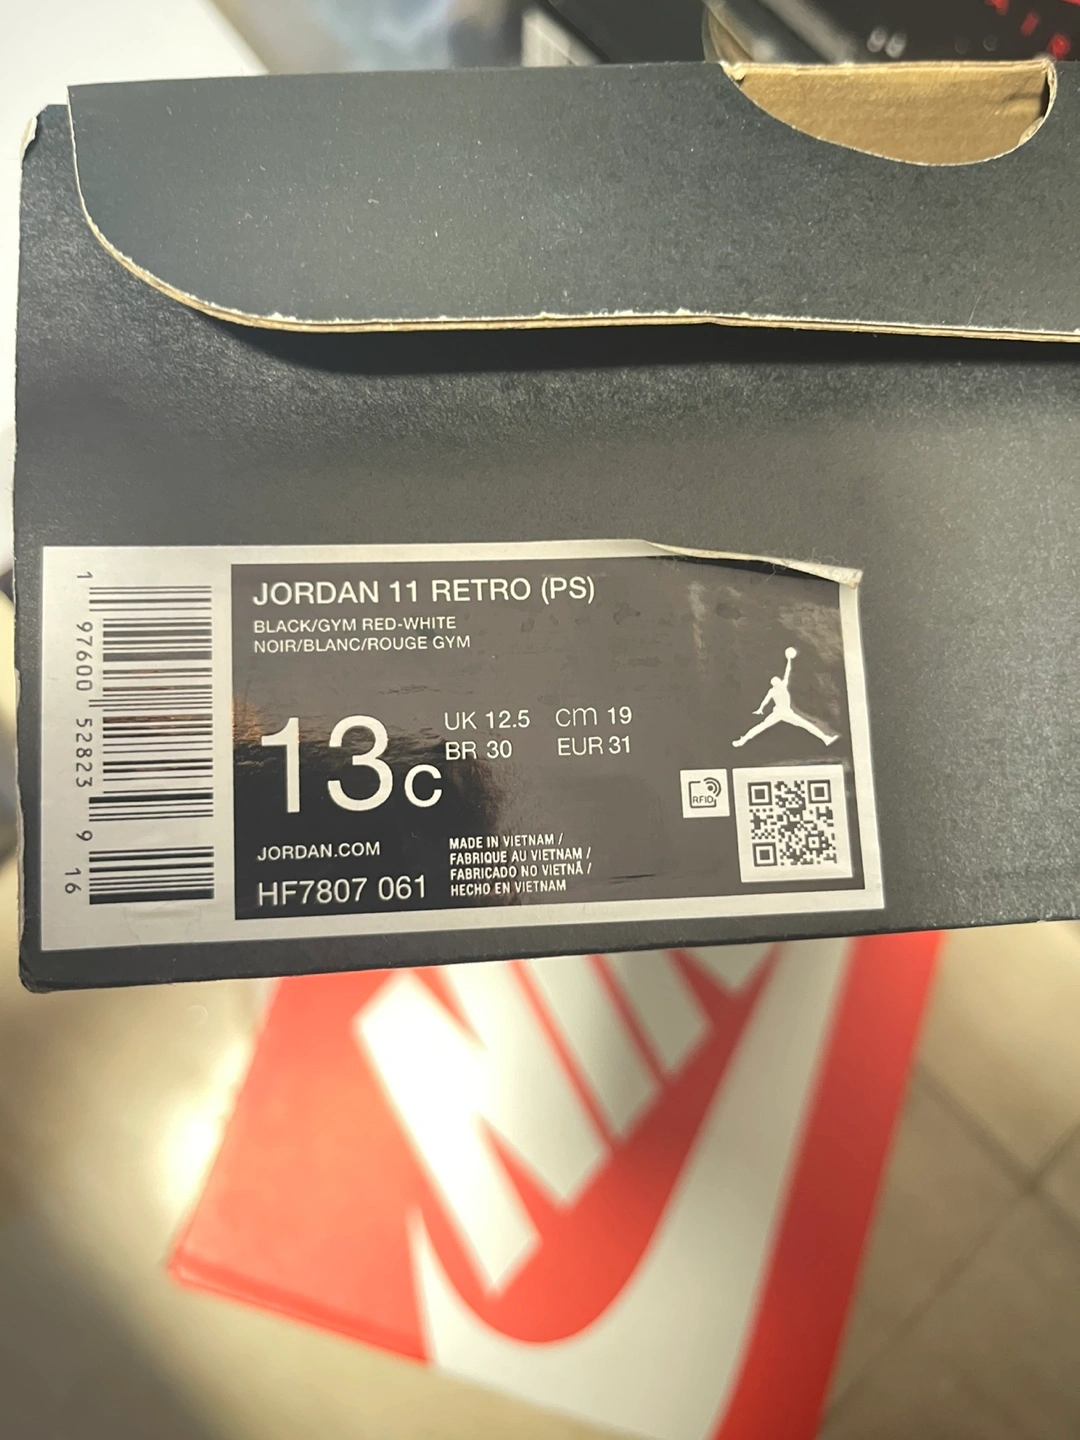 JORDAN 11 RETRO (PS)
BLACK/GYM RED-WHITE
NOIR/BLANC/ROUGE GYM
13C
UK 12.5 CM 19
BR 30 EUR 31
RFID
JORDAN.COM
HF7807 061
MADE IN VIETNAM /
FABRIQUE AU VIETNAM /
FABRICADO NO VIETNÃ /
HECHO EN VIETNAM
1 97600 52823 9 16
NIKE